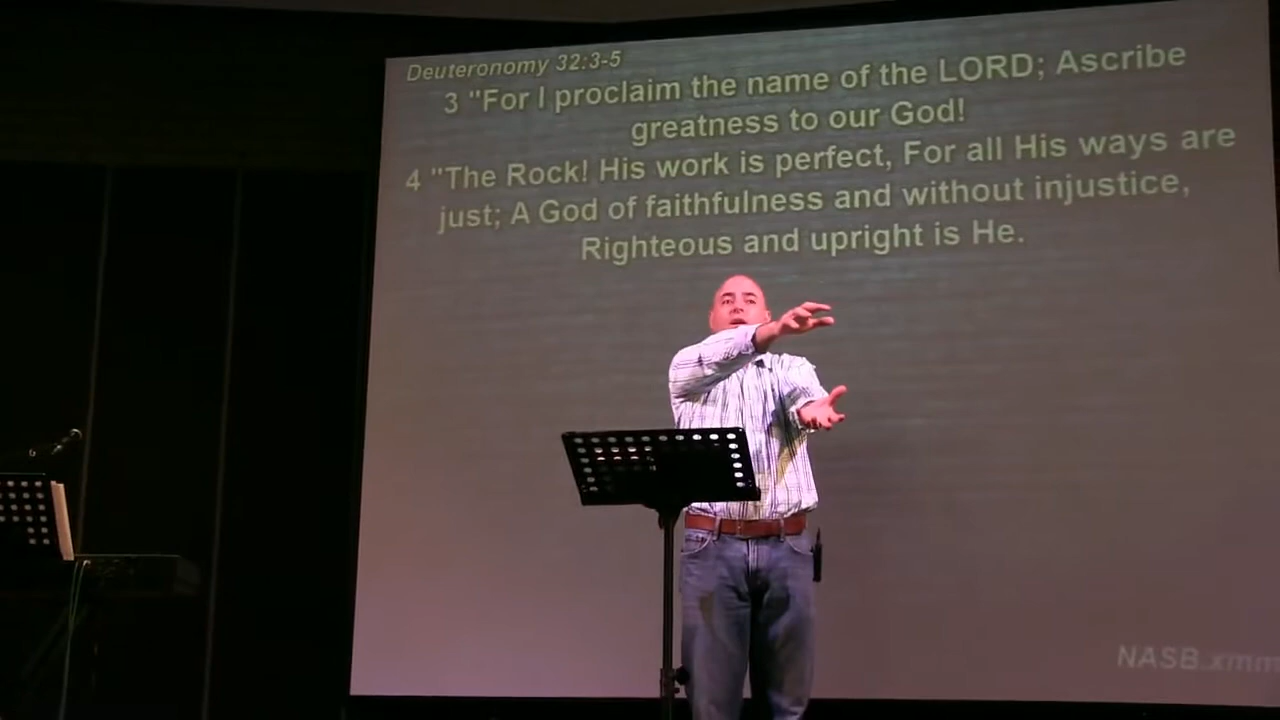 Deuteronomy 32:3-5
3 "For I proclaim the name of the LORD; Ascribe
greatness to our God!
4 "The Rock! His work is perfect, For all His ways are
just; A God of faithfulness and without injustice,
Righteous and upright is He.
NASB.xmm